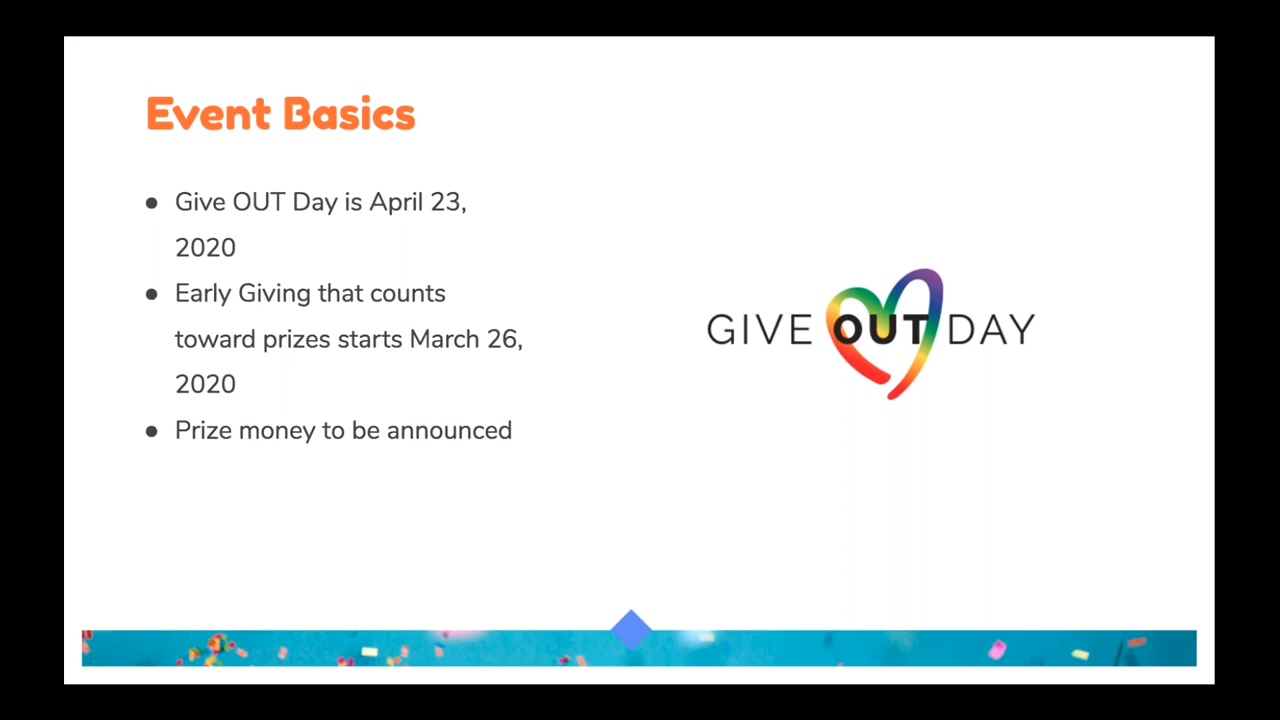 Event Basics
● Give OUT Day is April 23,
2020
● Early Giving that counts
toward prizes starts March 26,
2020
● Prize money to be announced
GIVE OUT DAY